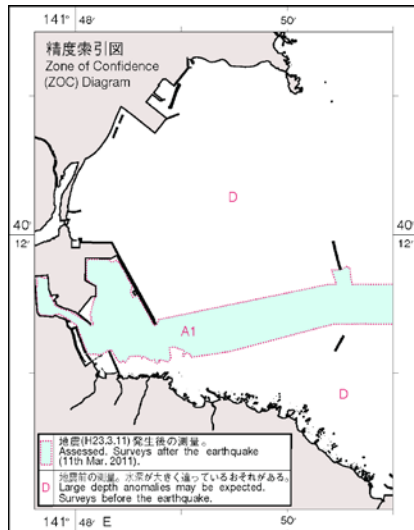 141° 48′ 50′
精度索引図
Zone of Confidence
(ZOC) Diagram
D
40° 40°
12′ 12′
A1
D
地震(H23.3.11)発生後の測量。
Assessed. Surveys after the earthquake
(11th Mar. 2011).
D
地震前の測量。水深が大きく違っているおそれがある。
Large depth anomalies may be expected.
Surveys before the earthquake.
141° 48′ E 50′